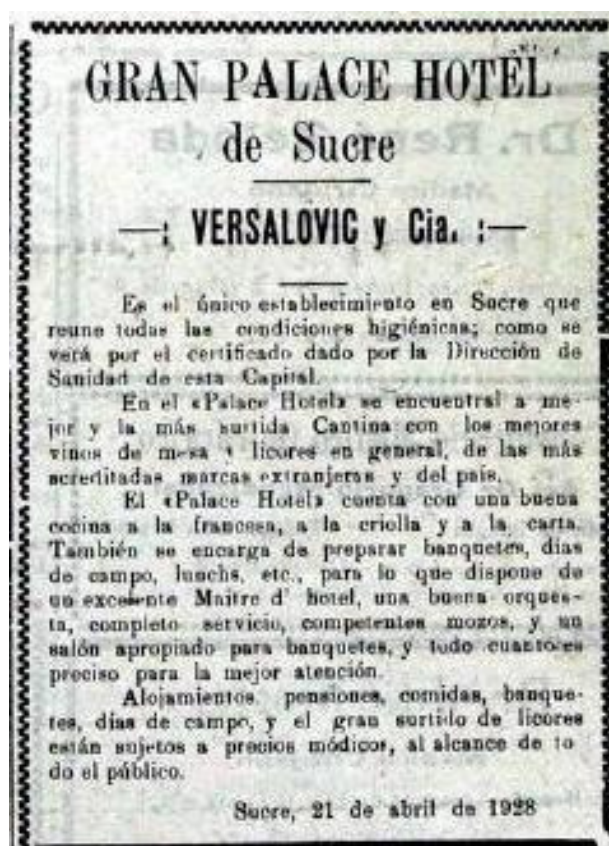 GRAN PALACE HOTEL
de Sucre
—: VERSALOVIC y Cia. :—
Es el único establecimiento en Sucre que
reune todas las condiciones higiénicas; como se
verá por el certificado dado por la Dirección de
Sanidad de esta Capital.
En el «Palace Hotel» se encuentral a me-
jor y la más surtida Cantina con los mejores
vinos de mesa licores en general, de las más
acreditadas marcas extranjeras y del país.
El «Palace Hotel» cuenta con una buena
cocina a la francesa, a la criolla y a la carta.
También se encarga de preparar banquetes, dias
de campo, lunchs, etc., para lo que dispone de
un excelente Maitre d' hotel, una buena orques-
ta, completo servicio, competentes mozos, y un
salón apropiado para banquetes, y todo cuanto es
preciso para la mejor atención.
Alojamientos, pensiones, comidas, banque-
tes, dias de campo, y el gran surtido de licores
están sujetos a precios módicos, al alcance de to
do el público.
Sucre, 21 de abril de 1928